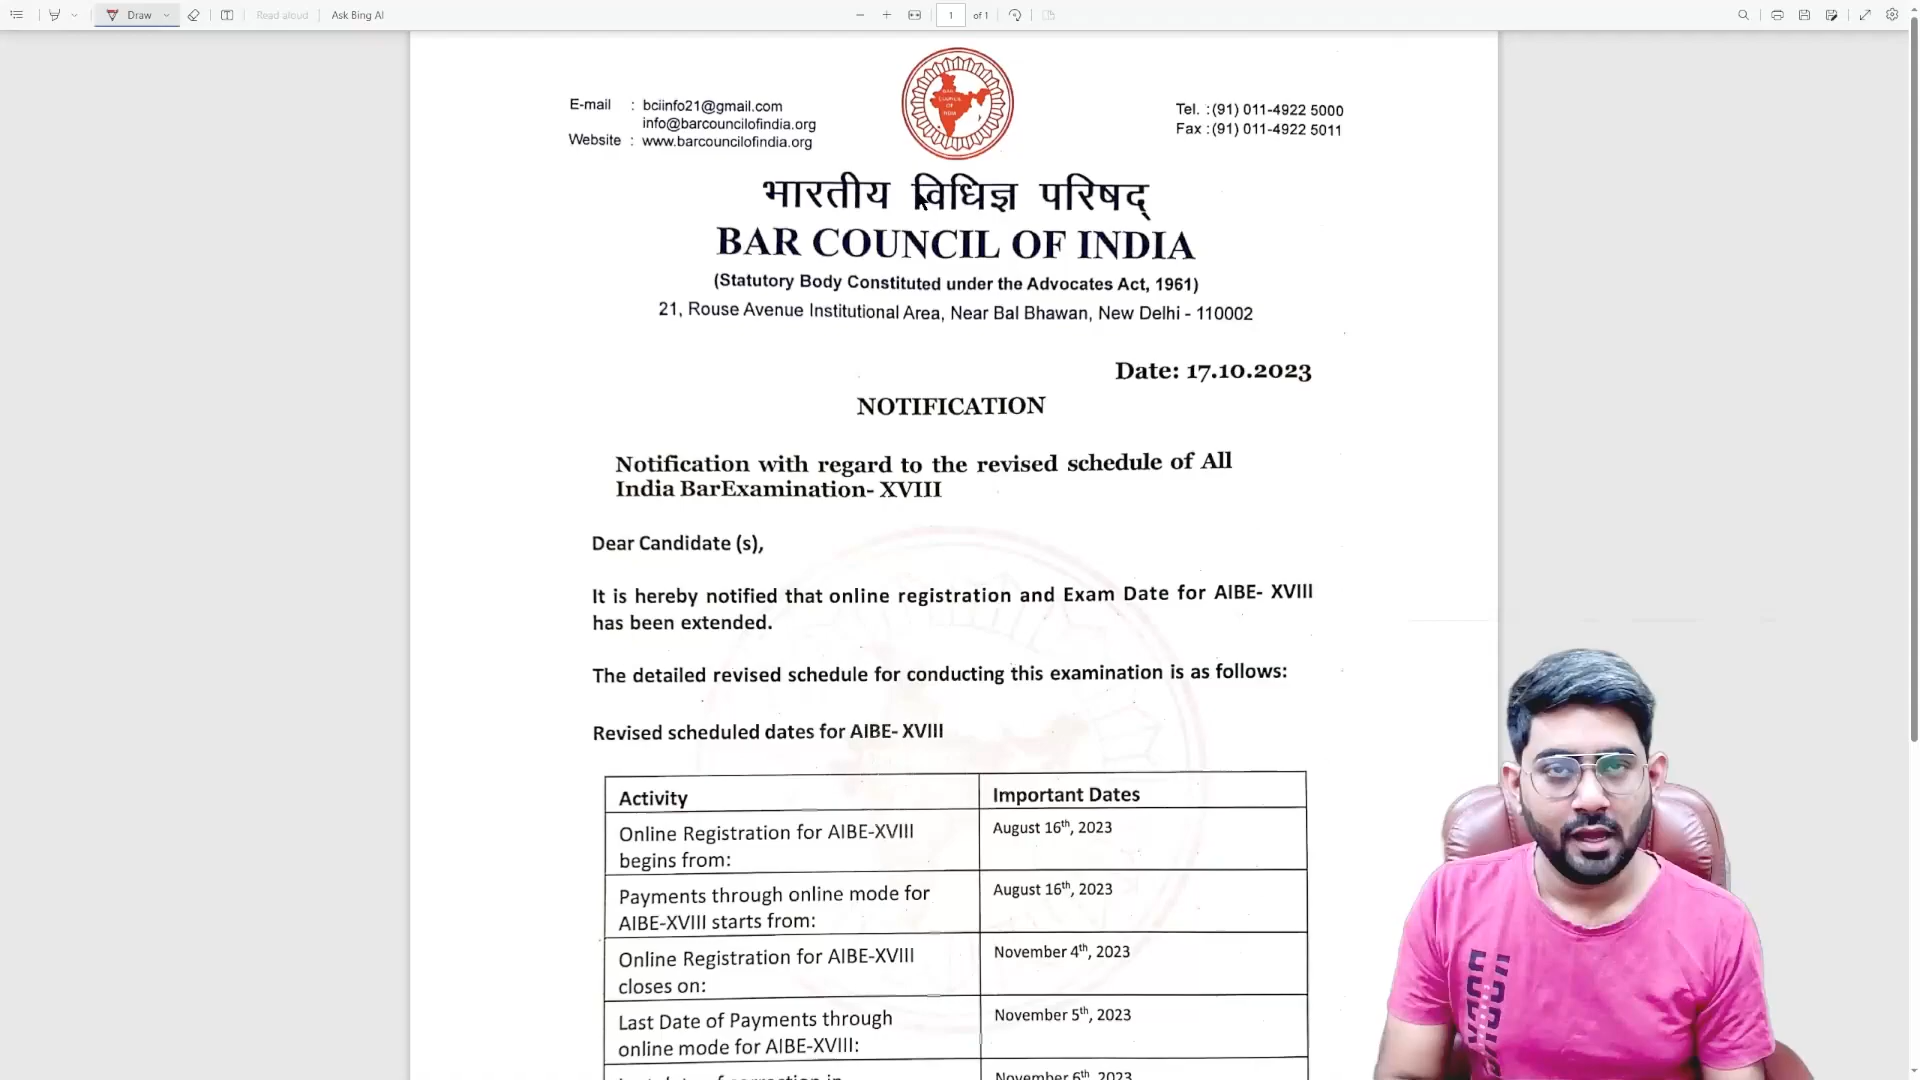 Draw
Read aloud
Ask Bing AI
1
of 1
E-mail : bciinfo21@gmail.com
info@barcouncilofindia.org
Website : www.barcouncilofindia.org
BAR
COUNCIL
OF
INDIA
Tel. :(91) 011-4922 5000
Fax :(91) 011-4922 5011
भारतीय विधिज्ञ परिषद्
BAR COUNCIL OF INDIA
(Statutory Body Constituted under the Advocates Act, 1961)
21, Rouse Avenue Institutional Area, Near Bal Bhawan, New Delhi - 110002
Date: 17.10.2023
NOTIFICATION
Notification with regard to the revised schedule of All
India BarExamination- XVIII
Dear Candidate (s),
It is hereby notified that online registration and Exam Date for AIBE- XVIII
has been extended.
The detailed revised schedule for conducting this examination is as follows:
Revised scheduled dates for AIBE- XVIII
Activity
Important Dates
Online Registration for AIBE-XVIII
begins from:
August 16th, 2023
Payments through online mode for
AIBE-XVIII starts from:
August 16th, 2023
Online Registration for AIBE-XVIII
closes on:
November 4th, 2023
Last Date of Payments through
online mode for AIBE-XVIII:
November 5th, 2023
November 6th, 2023